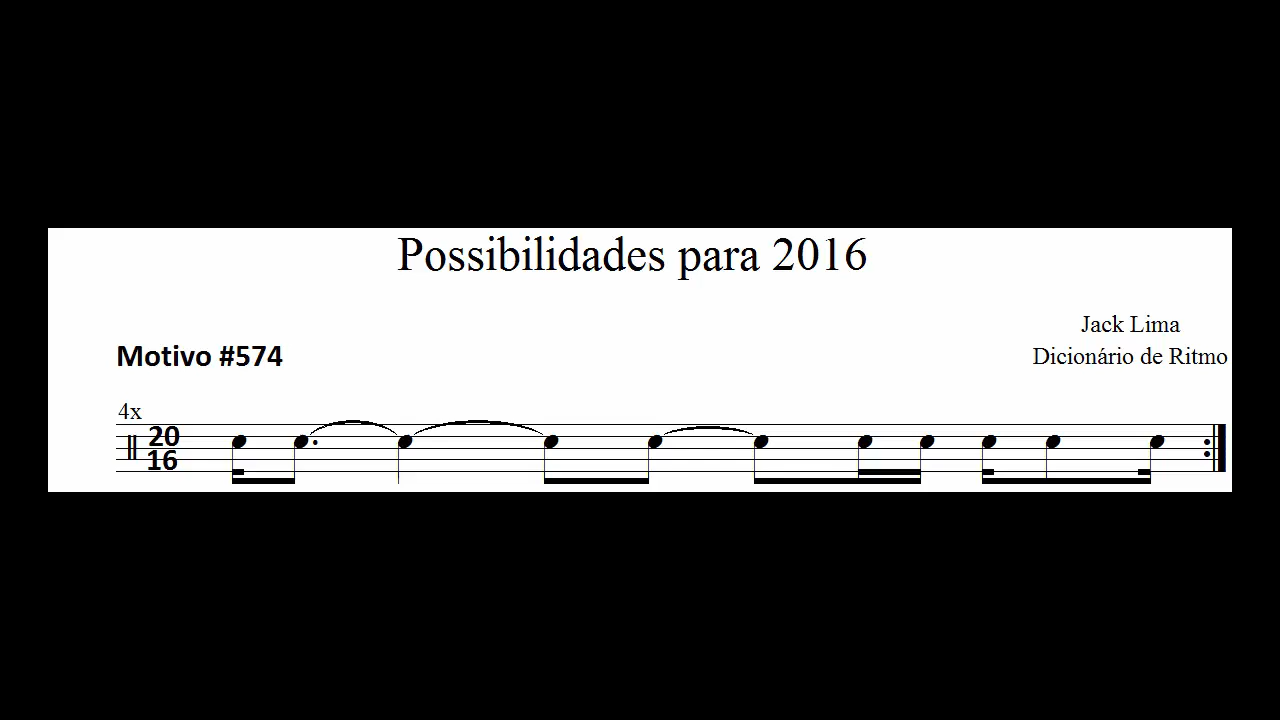 Possibilidades para 2016
Jack Lima
Motivo #574
Dicionário de Ritmo
4x
20
16